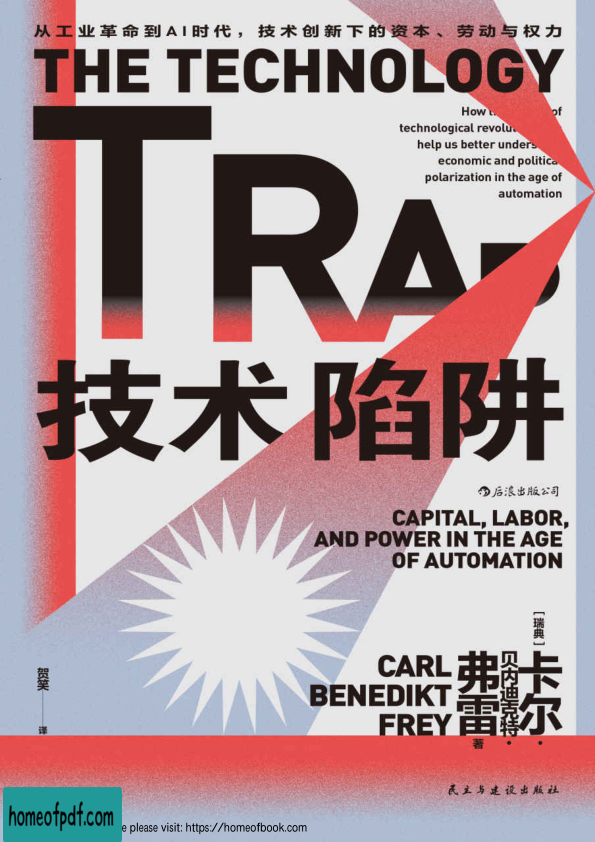 从工业革命到AI时代，技术创新下的资本、劳动与权力
THE TECHNOLOGY
TRAP
How of
technological
help us better
economic and
polarization in the age of
automation
技术陷阱
后浪出版公司
CAPITAL, LABOR,
AND POWER IN THE AGE
OF AUTOMATION
[瑞典]
卡尔·
贝内迪克特·
弗雷
著
CARL
BENEDIKT
FREY
贺笑
译
民主与建设出版社
homeofpdf.com
please visit: https://homeofbook.com